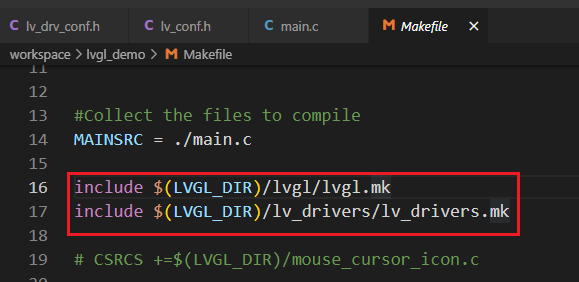 C lv_drv_conf.h C lv_conf.h C main.c M Makefile ×
workspace > lvgl_demo > M Makefile
11
12
13 #Collect the files to compile
14 MAINSRC = ./main.c
15
16 include $(LVGL_DIR)/lvgl/lvgl.mk
17 include $(LVGL_DIR)/lv_drivers/lv_drivers.mk
18
19 # CSRCS +=$(LVGL_DIR)/mouse_cursor_icon.c
20